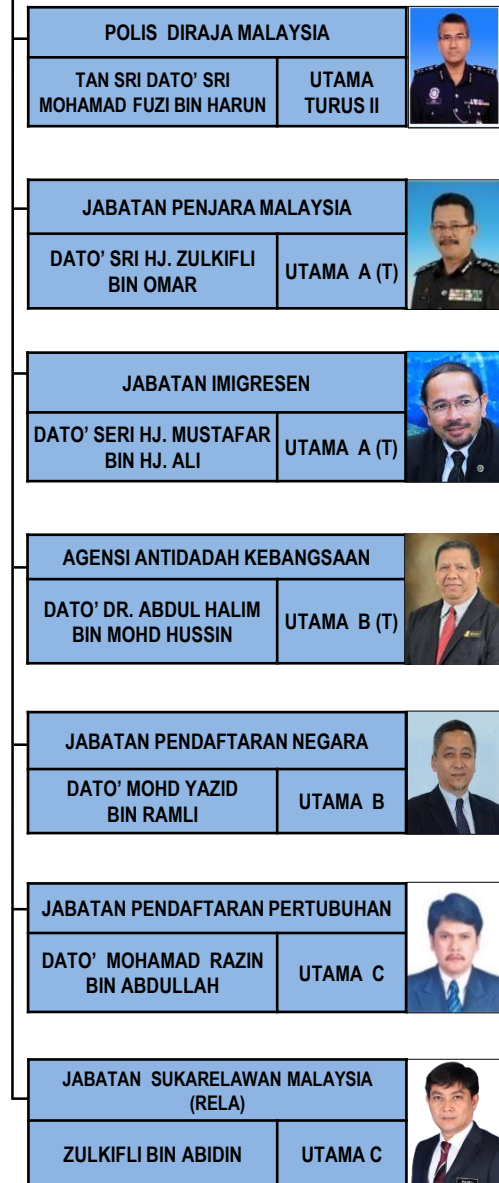 POLIS DIRAJA MALAYSIA
TAN SRI DATO' SRI
MOHAMAD FUZI BIN HARUN
UTAMA
TURUS II
JABATAN PENJARA MALAYSIA
DATO' SRI HJ. ZULKIFLI
BIN OMAR
UTAMA A (T)
JABATAN IMIGRESEN
DATO' SERI HJ. MUSTAFAR
BIN HJ. ALI
UTAMA A (T)
AGENSI ANTIDADAH KEBANGSAAN
DATO' DR. ABDUL HALIM
BIN MOHD HUSSIN
UTAMA B (T)
JABATAN PENDAFTARAN NEGARA
DATO' MOHD YAZID
BIN RAMLI
UTAMA B
JABATAN PENDAFTARAN PERTUBUHAN
DATO' MOHAMAD RAZIN
BIN ABDULLAH
UTAMA C
JABATAN SUKARELAWAN MALAYSIA
(RELA)
ZULKIFLI BIN ABIDIN
UTAMA C